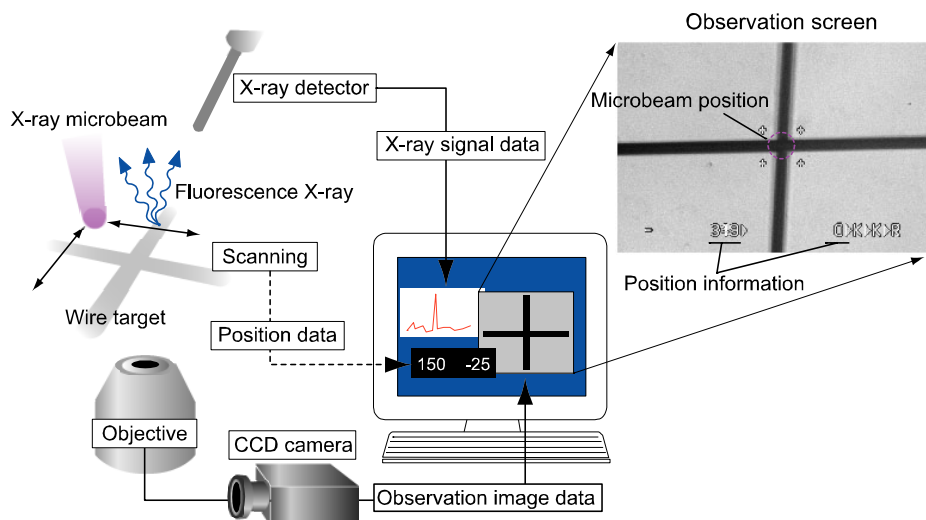 Observation screen
X-ray detector
X-ray microbeam
Microbeam position
X-ray signal data
Fluorescence X-ray
Scanning
Position information
Wire target
Position data
150 -25
Objective
CCD camera
Observation image data